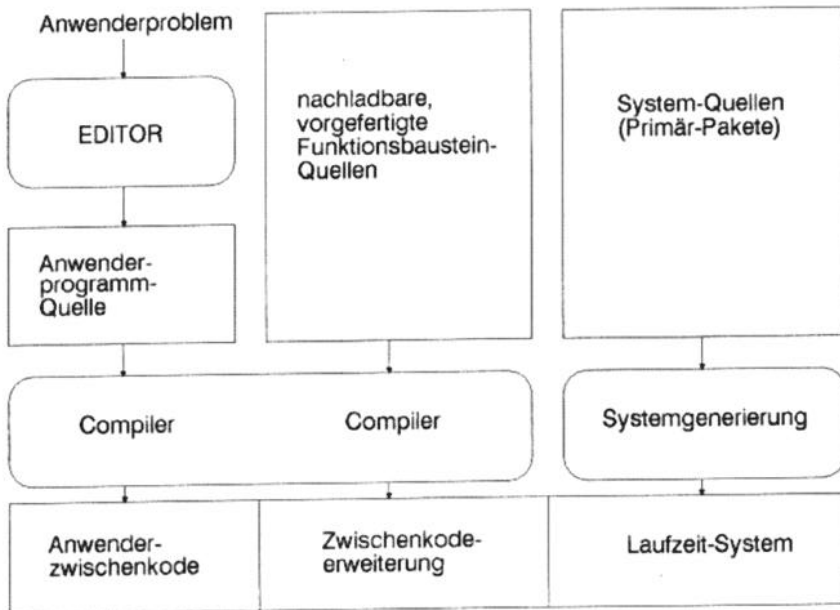 Anwenderproblem
EDITOR
Anwender-
programm-
Quelle
nachladbare,
vorgefertigte
Funktionsbaustein-
Quellen
System-Quellen
(Primär-Pakete)
Compiler
Compiler
Systemgenerierung
Anwender-
zwischenkode
Zwischenkode-
erweiterung
Laufzeit-System